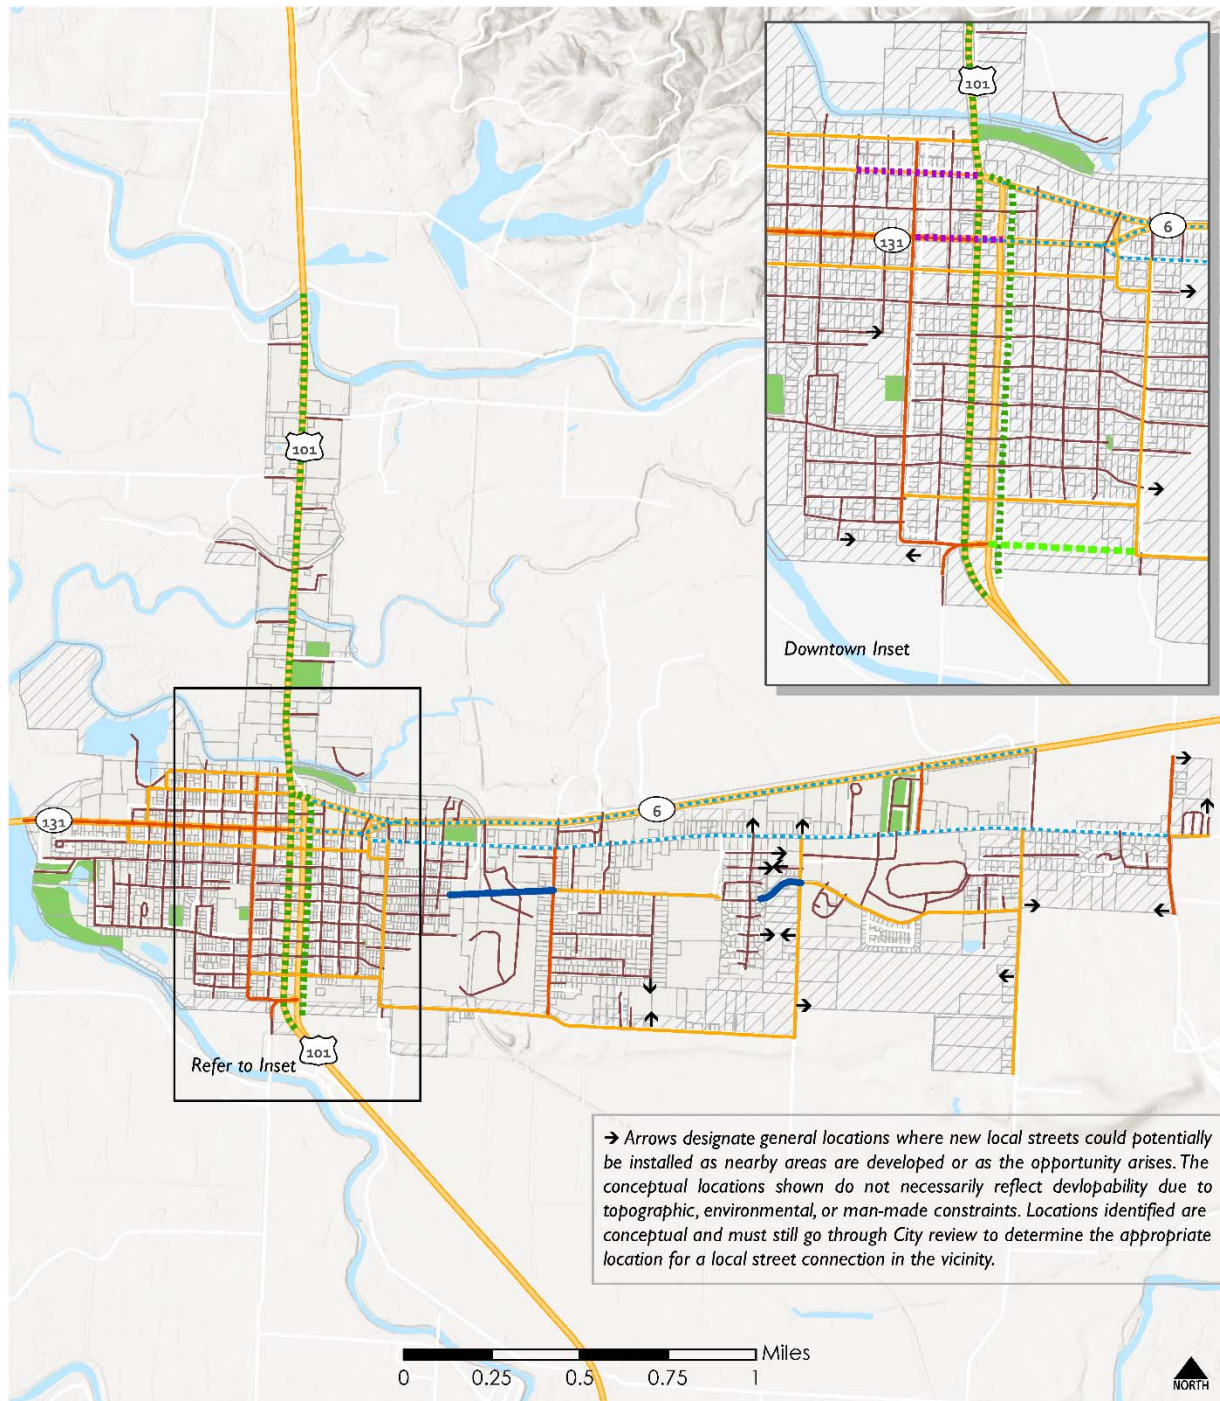 101
6
131
Downtown Inset
101
6
131
101
Refer to Inset
→ Arrows designate general locations where new local streets could potentially
be installed as nearby areas are developed or as the opportunity arises. The
conceptual locations shown do not necessarily reflect devlopability due to
topographic, environmental, or man-made constraints. Locations identified are
conceptual and must still go through City review to determine the appropriate
location for a local street connection in the vicinity.
Miles
0 0.25 0.5 0.75 1
NORTH